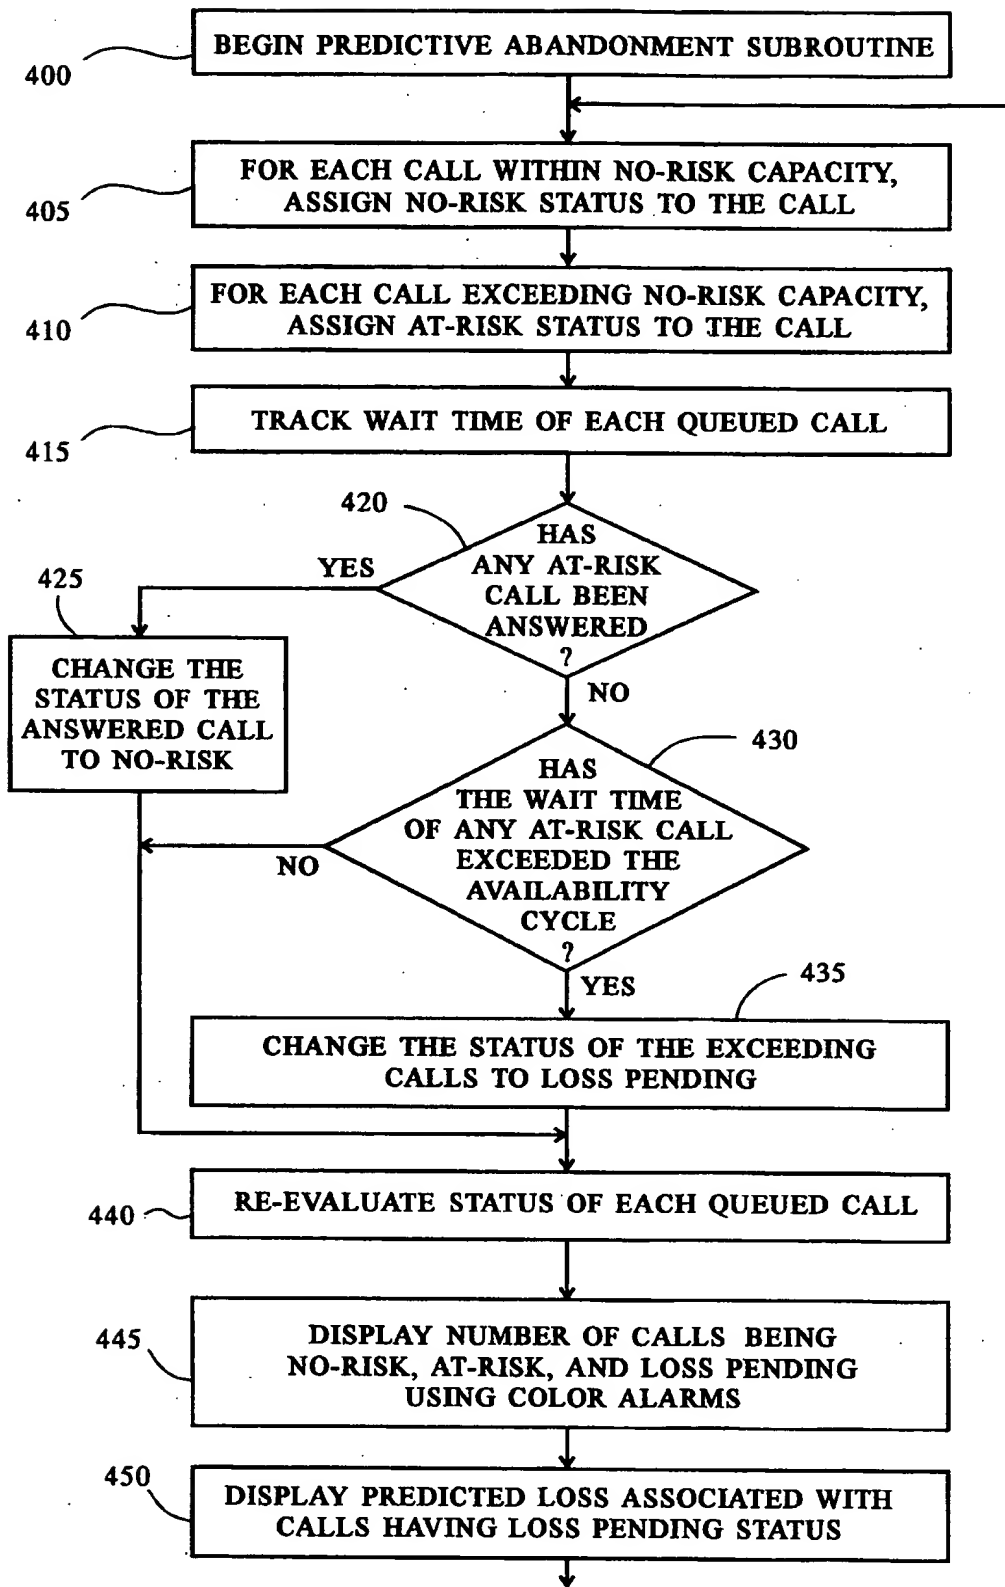 BEGIN PREDICTIVE ABANDONMENT SUBROUTINE
400
FOR EACH CALL WITHIN NO-RISK CAPACITY,
ASSIGN NO-RISK STATUS TO THE CALL
405
FOR EACH CALL EXCEEDING NO-RISK CAPACITY,
ASSIGN AT-RISK STATUS TO THE CALL
410
TRACK WAIT TIME OF EACH QUEUED CALL
415
420
HAS
ANY AT-RISK
CALL BEEN
ANSWERED
?
YES
NO
425
CHANGE THE
STATUS OF THE
ANSWERED CALL
TO NO-RISK
430
HAS
THE WAIT TIME
OF ANY AT-RISK CALL
EXCEEDED THE
AVAILABILITY
CYCLE
?
NO
YES
435
CHANGE THE STATUS OF THE EXCEEDING
CALLS TO LOSS PENDING
RE-EVALUATE STATUS OF EACH QUEUED CALL
440
445
DISPLAY NUMBER OF CALLS BEING
NO-RISK, AT-RISK, AND LOSS PENDING
USING COLOR ALARMS
450
DISPLAY PREDICTED LOSS ASSOCIATED WITH
CALLS HAVING LOSS PENDING STATUS